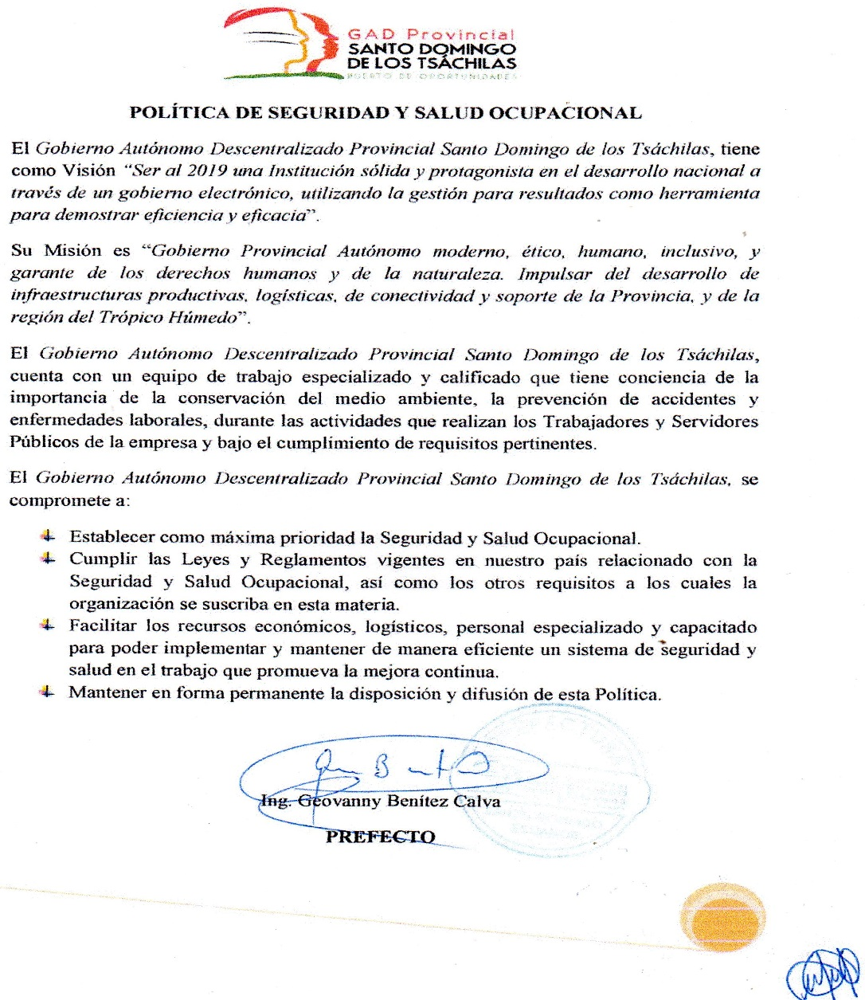 GAD Provincial
SANTO DOMINGO
DE LOS TSÁCHILAS
PUERTO DE OPORTUNIDADES
POLÍTICA DE SEGURIDAD Y SALUD OCUPACIONAL
El Gobierno Autónomo Descentralizado Provincial Santo Domingo de los Tsáchilas, tiene
como Visión “Ser al 2019 una Institución sólida y protagonista en el desarrollo nacional a
través de un gobierno electrónico, utilizando la gestión para resultados como herramienta
para demostrar eficiencia y eficacia”.
Su Misión es “Gobierno Provincial Autónomo moderno, ético, humano, inclusivo, y
garante de los derechos humanos y de la naturaleza. Impulsar del desarrollo de
infraestructuras productivas, logísticas, de conectividad y soporte de la Provincia, y de la
región del Trópico Húmedo”.
El Gobierno Autónomo Descentralizado Provincial Santo Domingo de los Tsáchilas,
cuenta con un equipo de trabajo especializado y calificado que tiene conciencia de la
importancia de la conservación del medio ambiente, la prevención de accidentes y
enfermedades laborales, durante las actividades que realizan los Trabajadores y Servidores
Públicos de la empresa y bajo el cumplimiento de requisitos pertinentes.
El Gobierno Autónomo Descentralizado Provincial Santo Domingo de los Tsáchilas, se
compromete a:
Establecer como máxima prioridad la Seguridad y Salud Ocupacional.
Cumplir las Leyes y Reglamentos vigentes en nuestro país relacionado con la
Seguridad y Salud Ocupacional, así como los otros requisitos a los cuales la
organización se suscriba en esta materia.
Facilitar los recursos económicos, logísticos, personal especializado y capacitado
para poder implementar y mantener de manera eficiente un sistema de seguridad y
salud en el trabajo que promueva la mejora continua.
Mantener en forma permanente la disposición y difusión de esta Política.
Ing. Geovanny Benítez Calva
PREFECTO